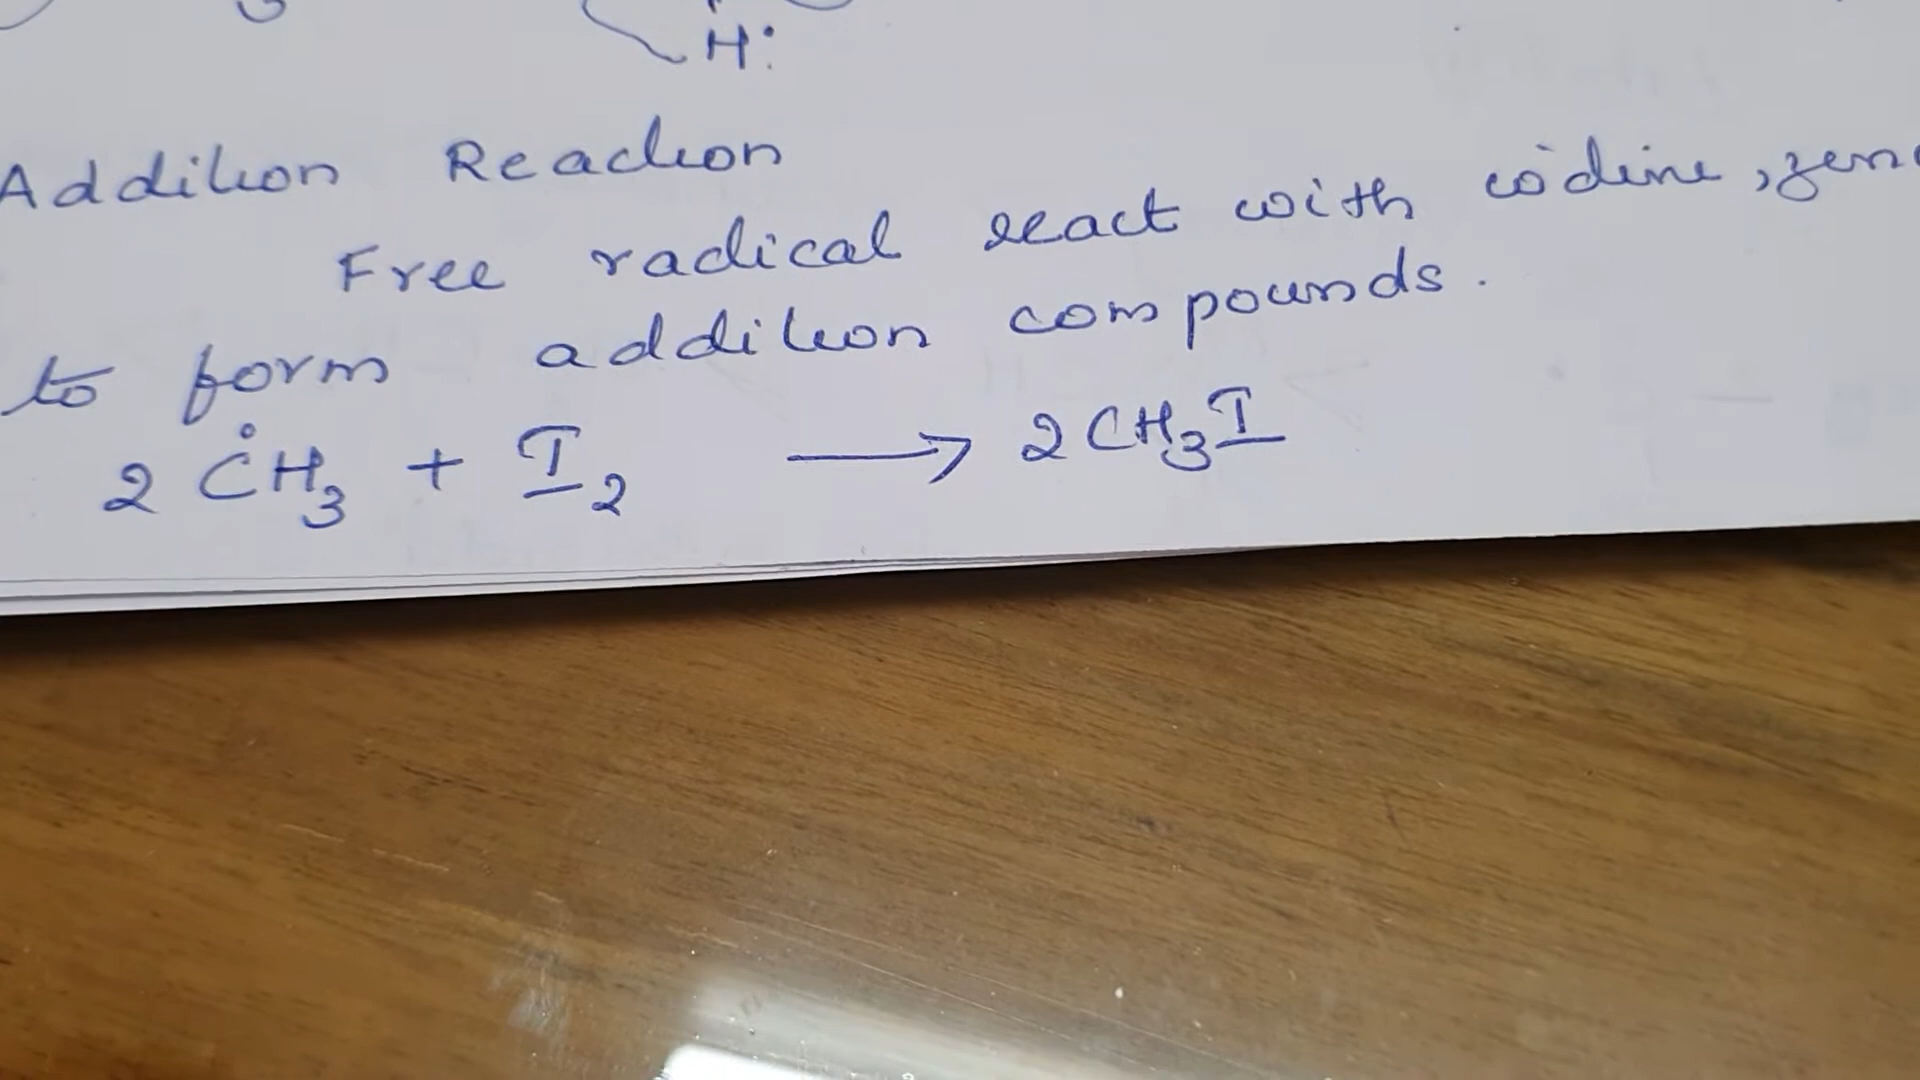 H:
Addition Reaction
Free radical react with iodine,
to form addition compounds.
2 ĊH₃ + I₂ ⟶ 2CH₃I